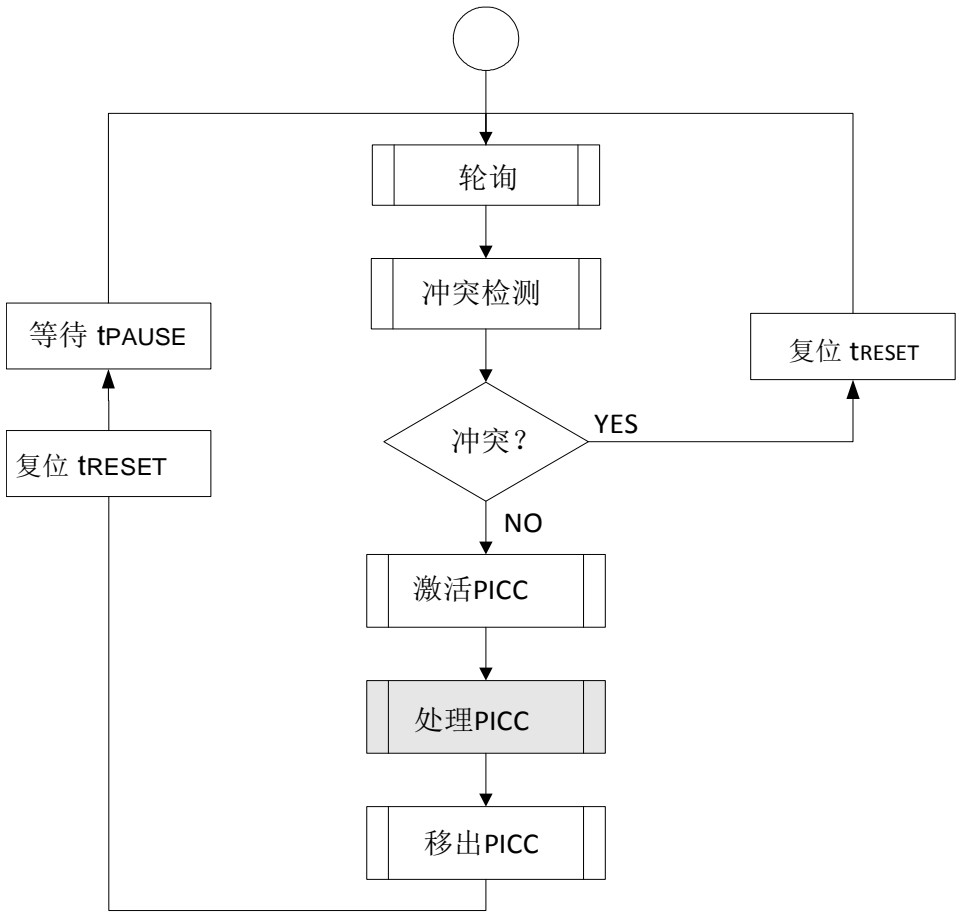 轮询
冲突检测
等待 tPAUSE
复位 tRESET
冲突？
YES
复位 tRESET
NO
激活PICC
处理PICC
移出PICC